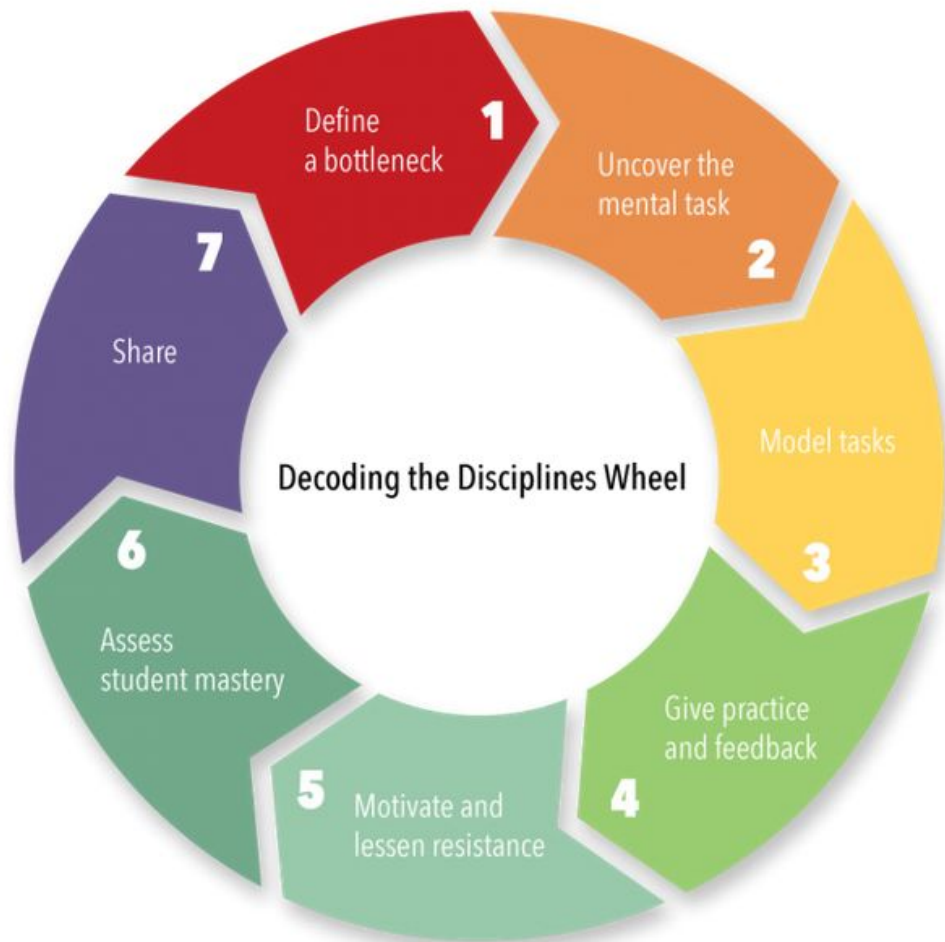 Define
a bottleneck
1
Uncover the
mental task
2
Model tasks
3
Give practice
and feedback
4
Motivate and
lessen resistance
5
Assess
student mastery
6
Share
7
Decoding the Disciplines Wheel